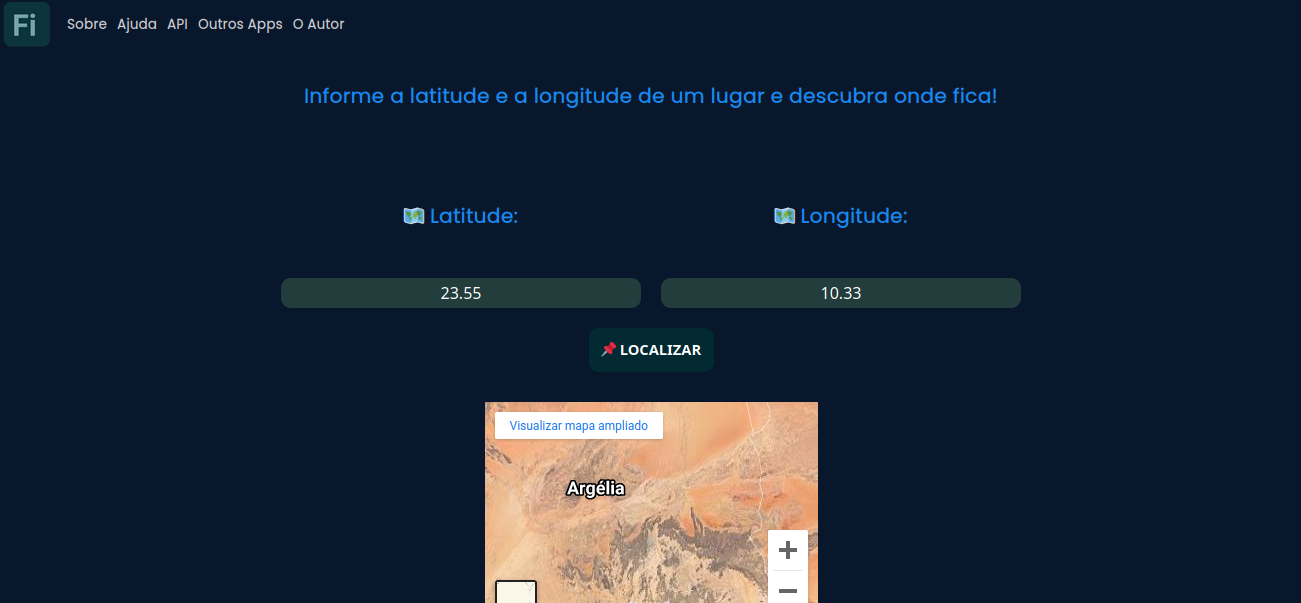 Fi Sobre Ajuda API Outros Apps O Autor
Informe a latitude e a longitude de um lugar e descubra onde fica!
Latitude: Longitude:
23.55 10.33
LOCALIZAR
Visualizar mapa ampliado
Argélia